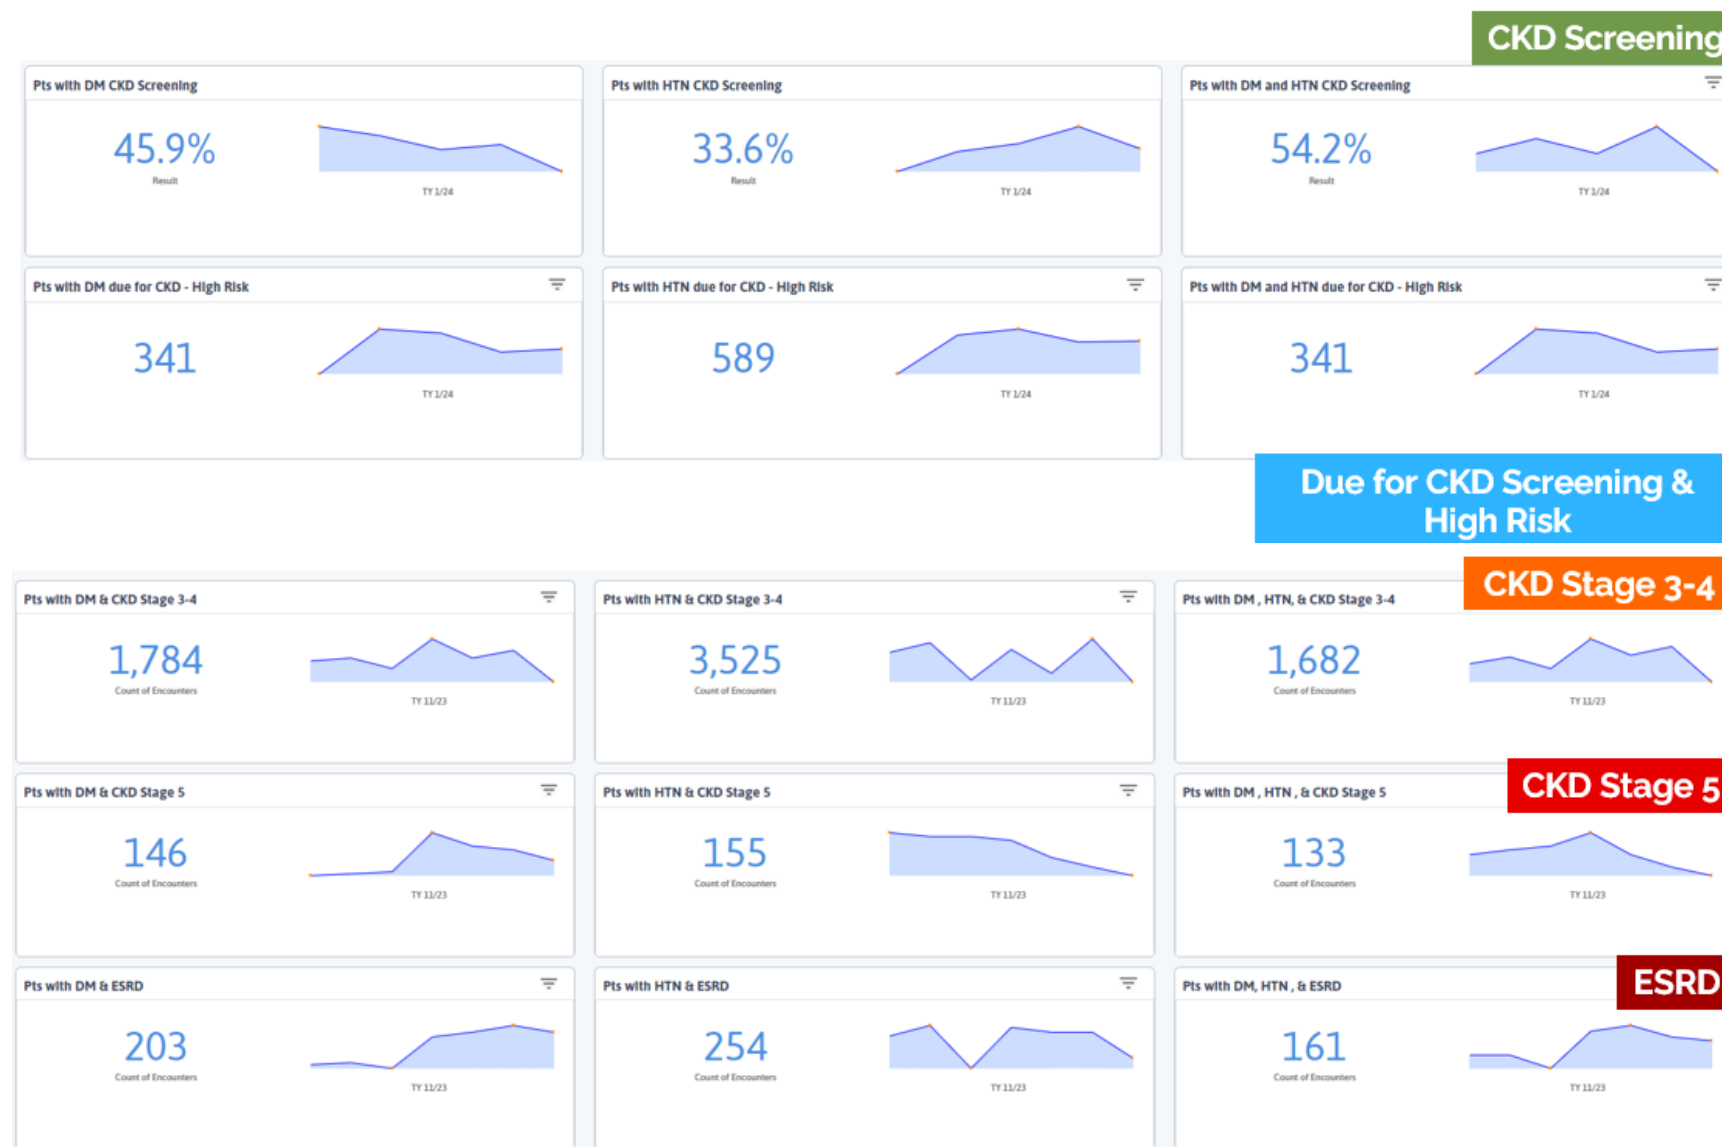 CKD Screening
Pts with DM CKD Screening
Pts with HTN CKD Screening
Pts with DM and HTN CKD Screening
45.9%
Result
TY 1/24
33.6%
Result
TY 1/24
54.2%
Result
TY 1/24
Pts with DM due for CKD - High Risk
Pts with HTN due for CKD - High Risk
Pts with DM and HTN due for CKD - High Risk
341
TY 1/24
589
TY 1/24
341
TY 1/24
Due for CKD Screening &
High Risk
CKD Stage 3-4
Pts with DM & CKD Stage 3-4
Pts with HTN & CKD Stage 3-4
Pts with DM , HTN, & CKD Stage 3-4
1,784
Count of Encounters
TY 11/23
3,525
Count of Encounters
TY 11/23
1,682
Count of Encounters
TY 11/23
CKD Stage 5
Pts with DM & CKD Stage 5
Pts with HTN & CKD Stage 5
Pts with DM , HTN , & CKD Stage 5
146
Count of Encounters
TY 11/23
155
Count of Encounters
TY 11/23
133
Count of Encounters
TY 11/23
ESRD
Pts with DM & ESRD
Pts with HTN & ESRD
Pts with DM, HTN , & ESRD
203
Count of Encounters
TY 11/23
254
Count of Encounters
TY 11/23
161
Count of Encounters
TY 11/23